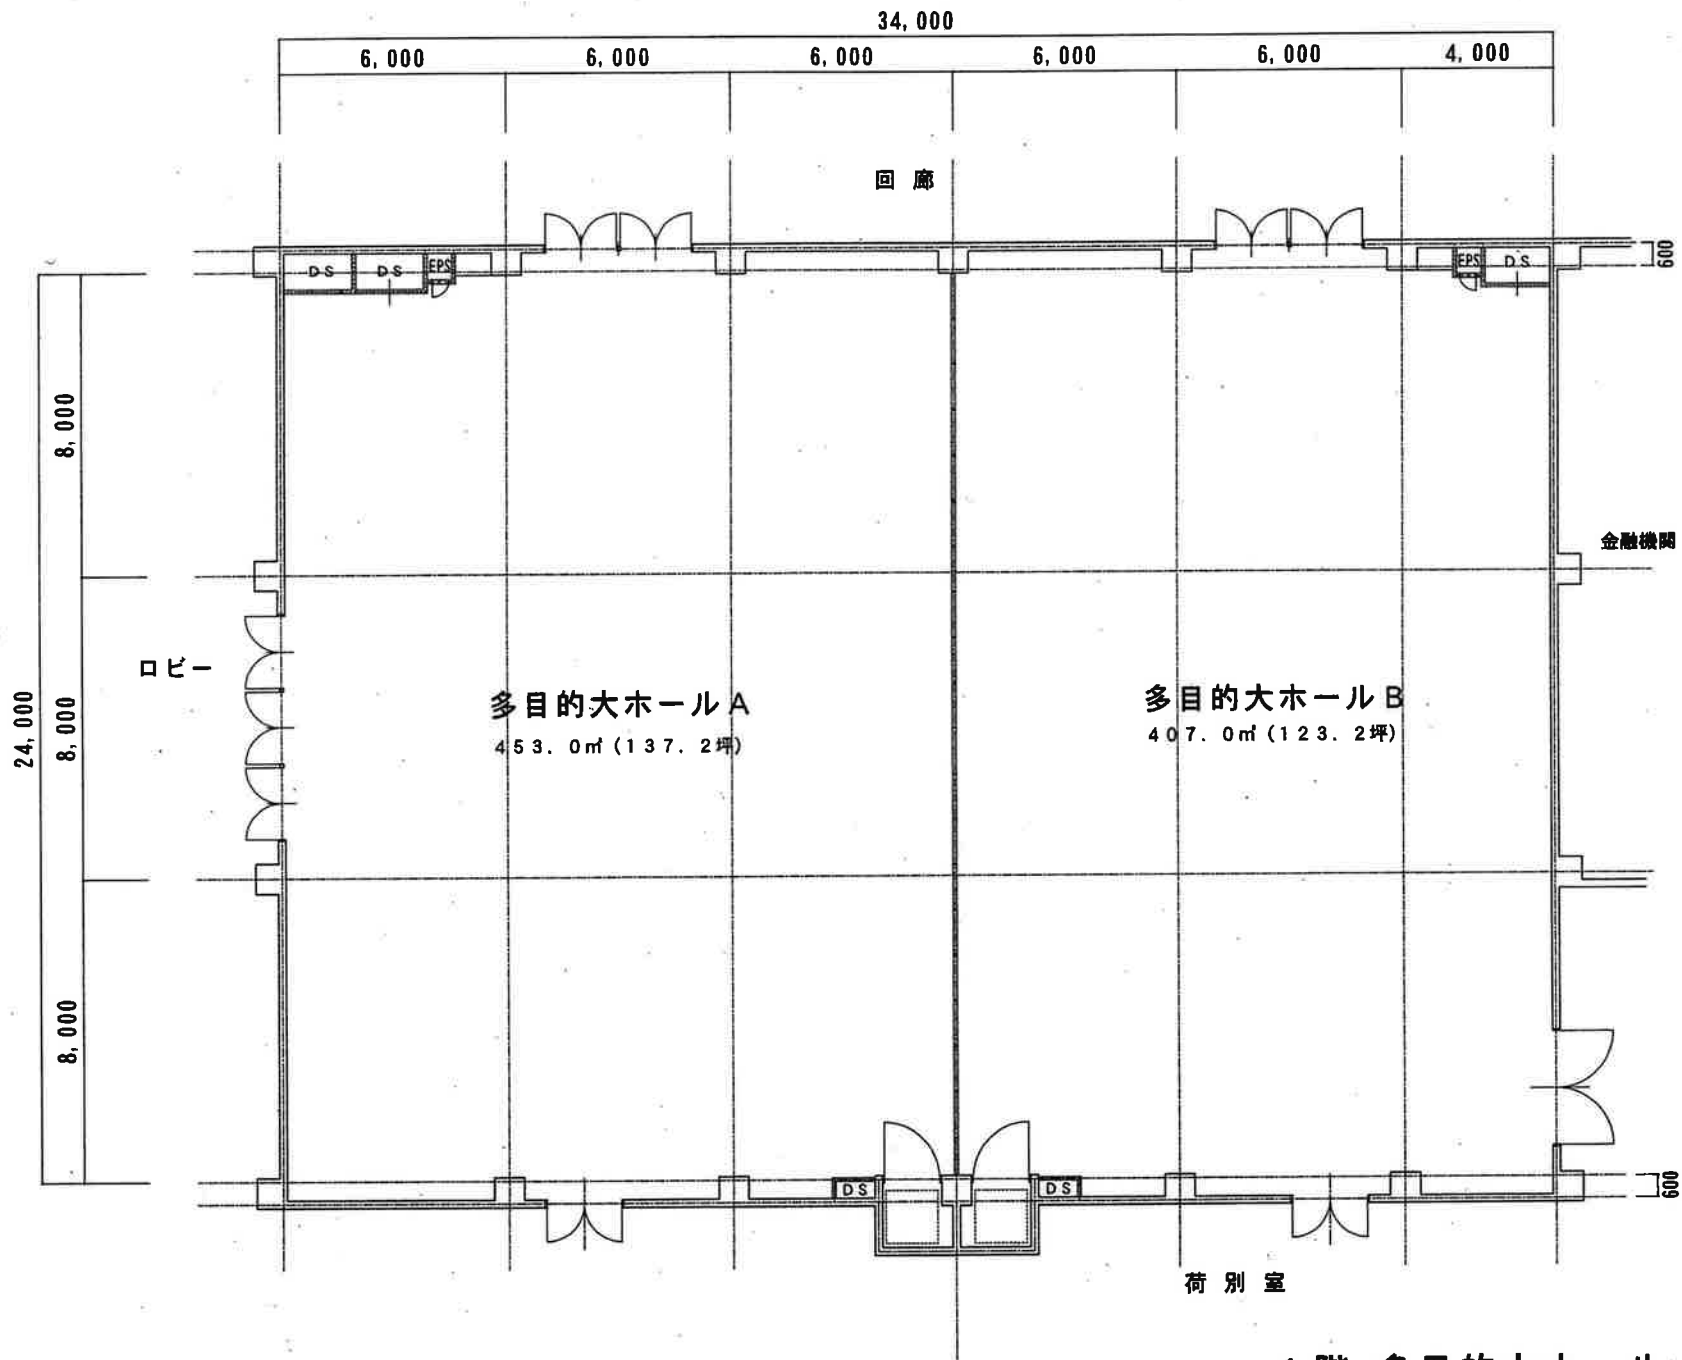 34,000
6,000 6,000 6,000 6,000 6,000 4,000
回廊
DS DS EPS EPS DS 600
8,000
金融機関
ロビー
24,000
8,000
多目的大ホールA
453.0㎡(137.2坪)
多目的大ホールB
407.0㎡(123.2坪)
8,000
DS DS 600
荷別室